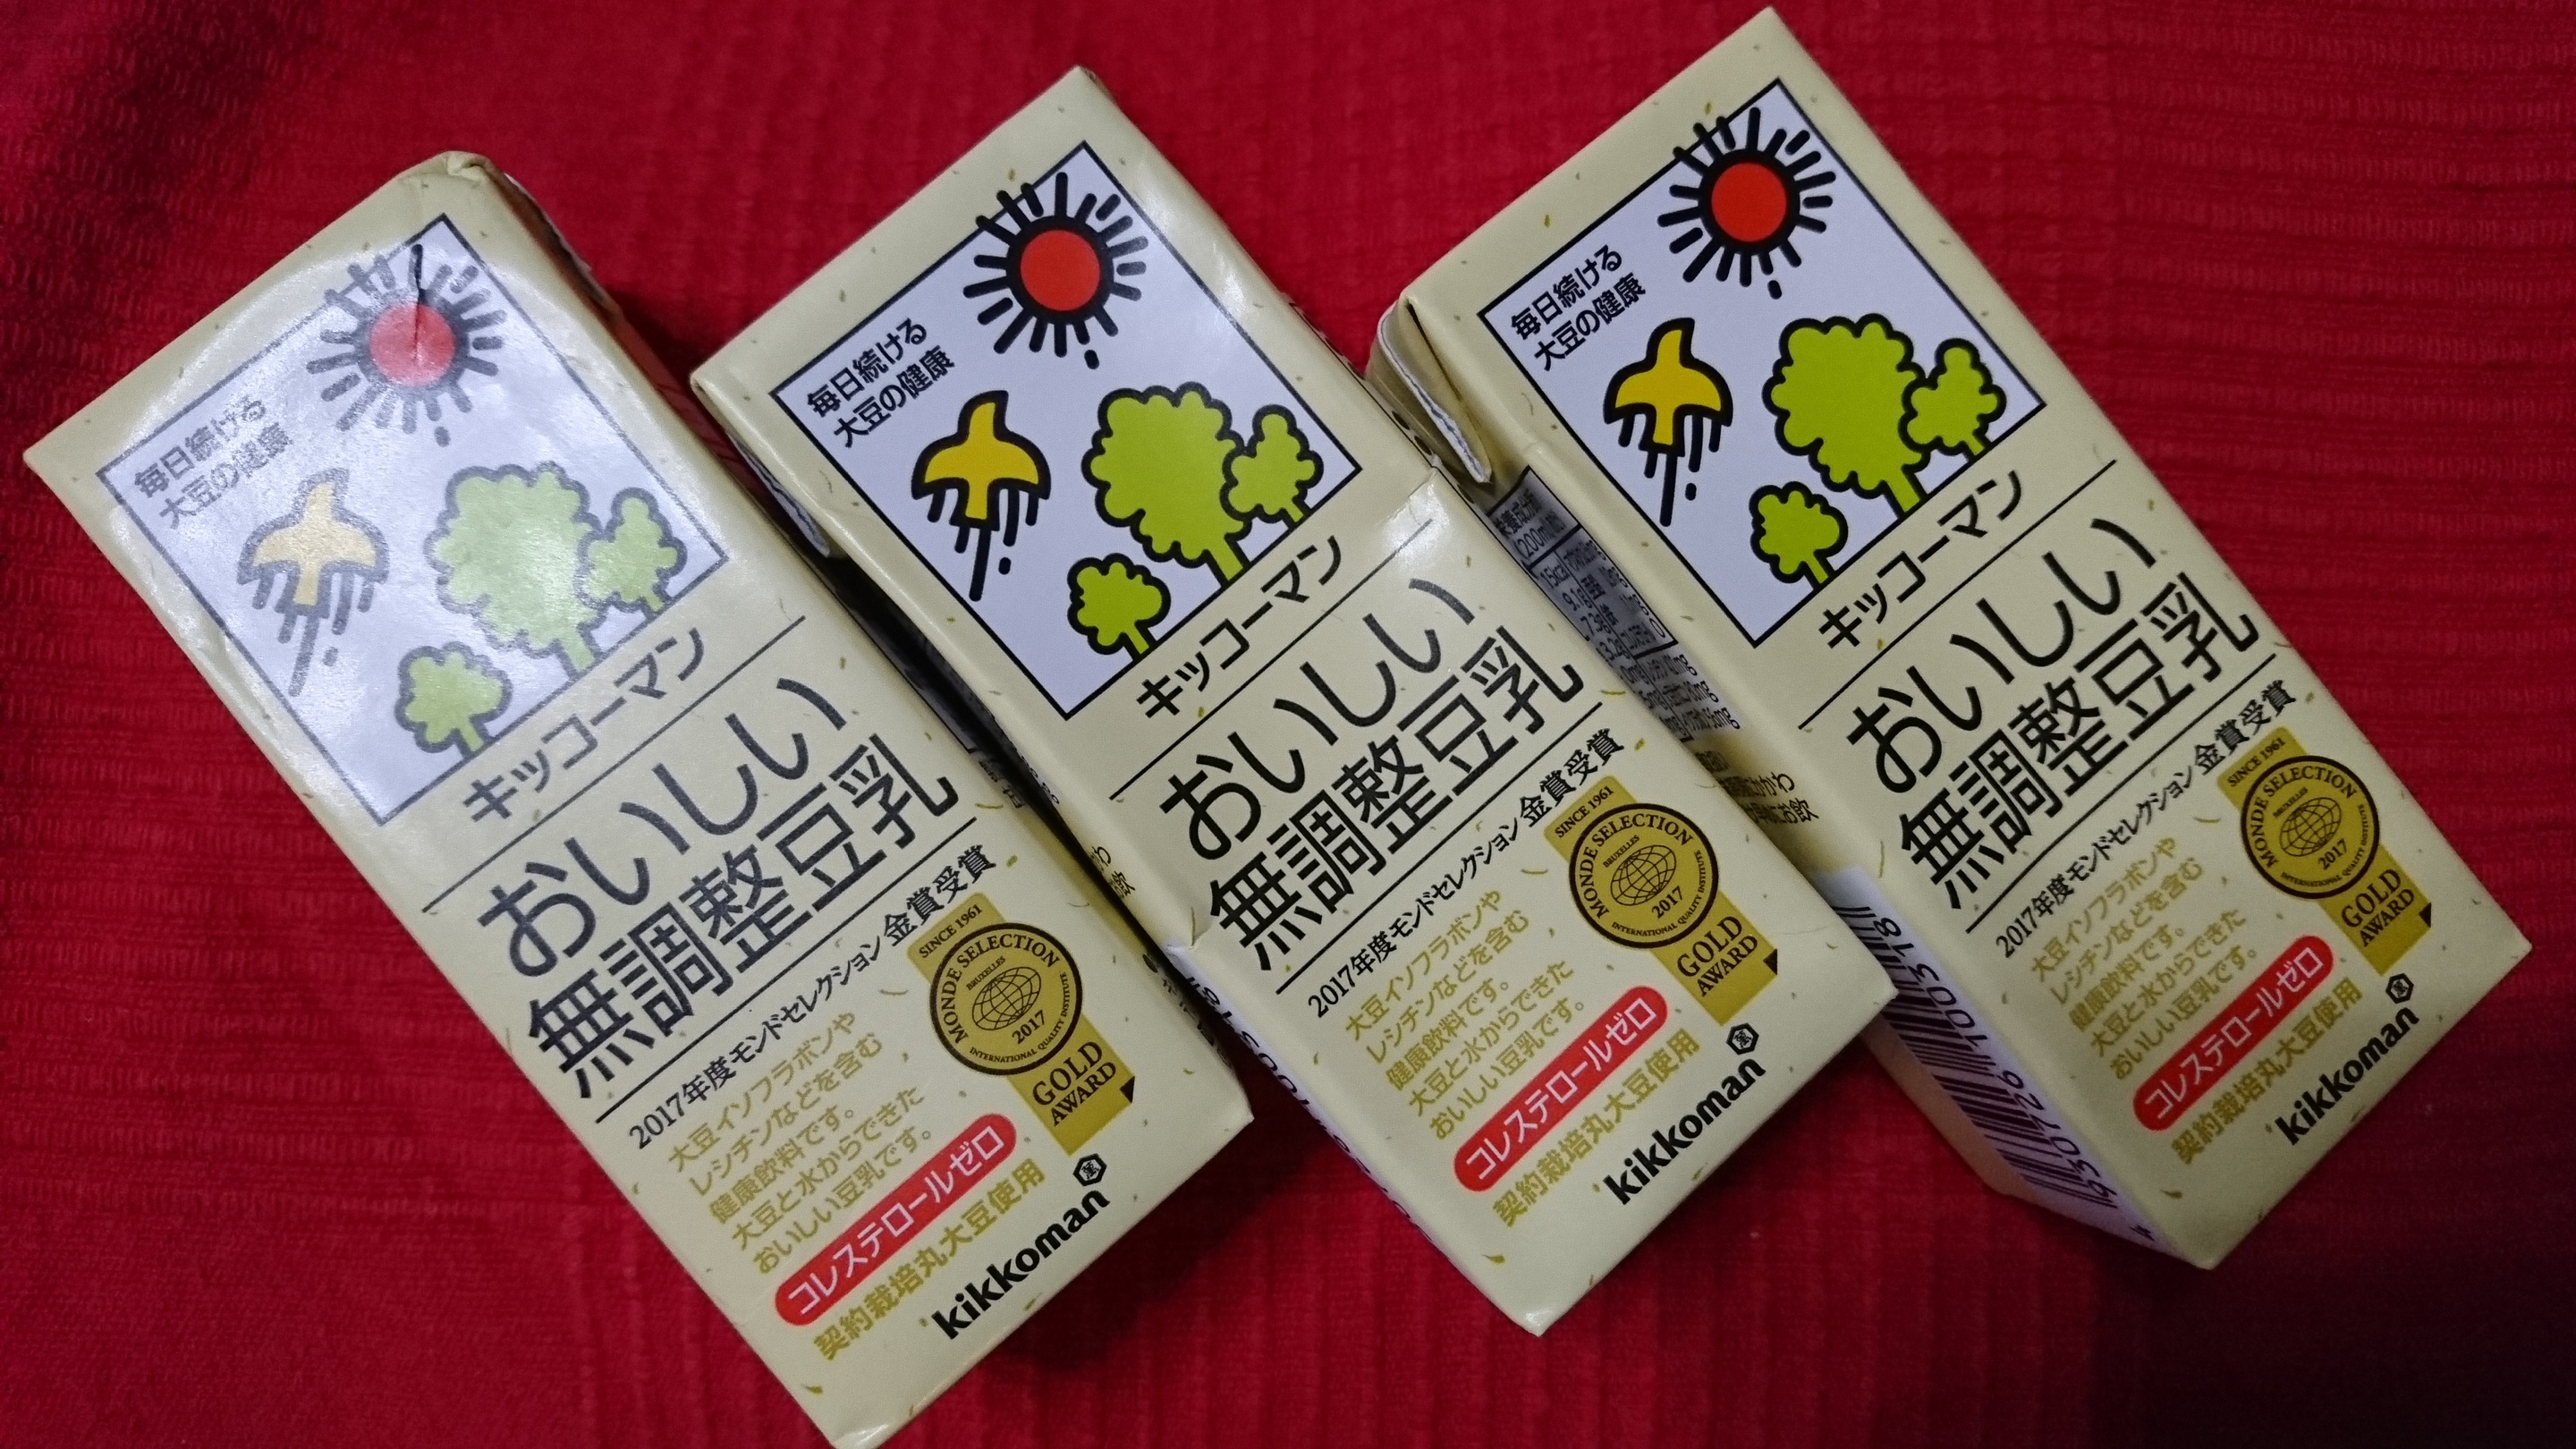 毎日続ける
大豆の健康
キッコーマン
おいしい
無調整豆乳
2017年度モンドセレクション 金賞受賞
大豆イソフラボンや
レシチンなどを含む
健康飲料です。
大豆と水からできた
おいしい豆乳です。
コレステロールゼロ
契約栽培丸大豆使用
SINCE 1961
MONDE SELECTION
BRUXELLES
2017
INTERNATIONAL QUALITY INSTITUTE
GOLD
AWARD
kikkoman
毎日続ける
大豆の健康
キッコーマン
おいしい
無調整豆乳
2017年度モンドセレクション 金賞受賞
大豆イソフラボンや
レシチンなどを含む
健康飲料です。
大豆と水からできた
おいしい豆乳です。
コレステロールゼロ
契約栽培丸大豆使用
SINCE 1961
MONDE SELECTION
BRUXELLES
2017
INTERNATIONAL QUALITY INSTITUTE
GOLD
AWARD
kikkoman
(200ml
毎日続ける
大豆の健康
キッコーマン
おいしい
無調整豆乳
2017年度モンドセレクション 金賞受賞
大豆イソフラボンや
レシチンなどを含む
健康飲料です。
大豆と水からできた
おいしい豆乳です。
コレステロールゼロ
契約栽培丸大豆使用
SINCE 1961
MONDE SELECTION
BRUXELLES
2017
INTERNATIONAL QUALITY INSTITUTE
GOLD
AWARD
kikkoman